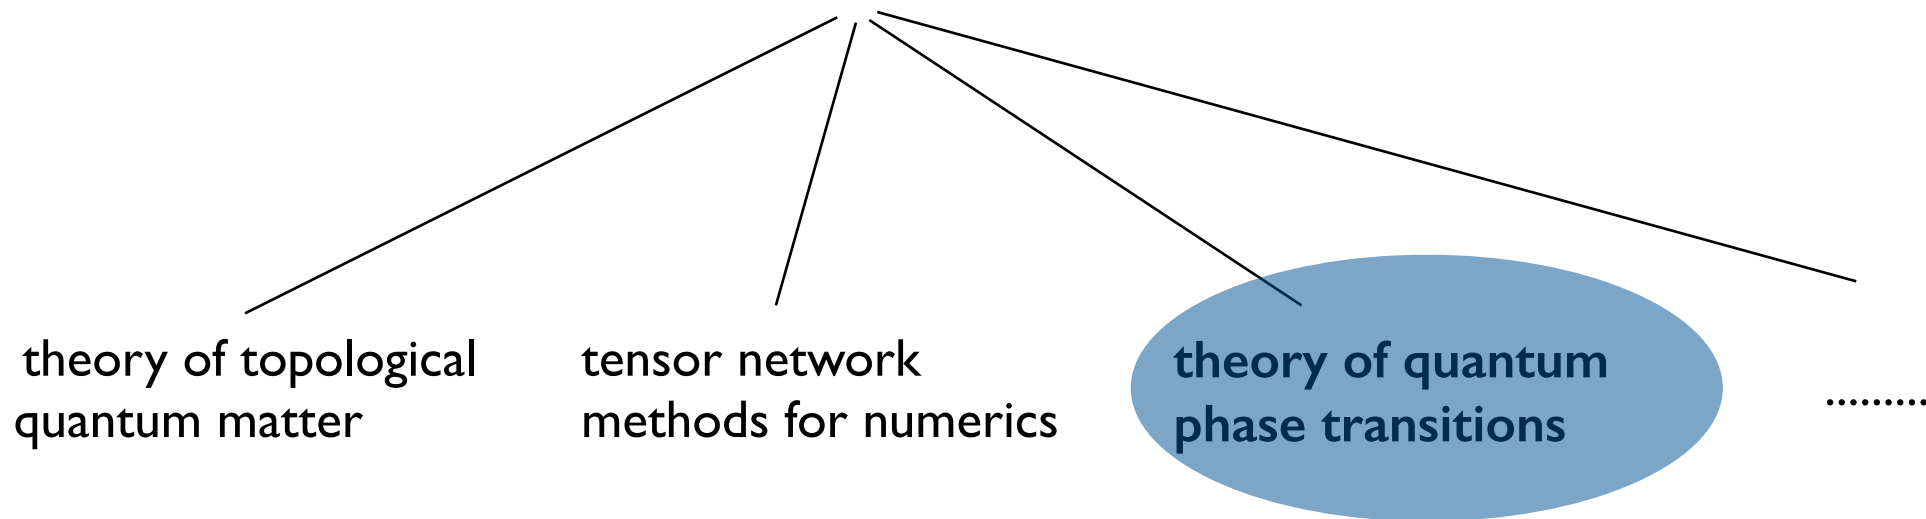 theory of topological
quantum matter
tensor network
methods for numerics
theory of quantum
phase transitions
.........